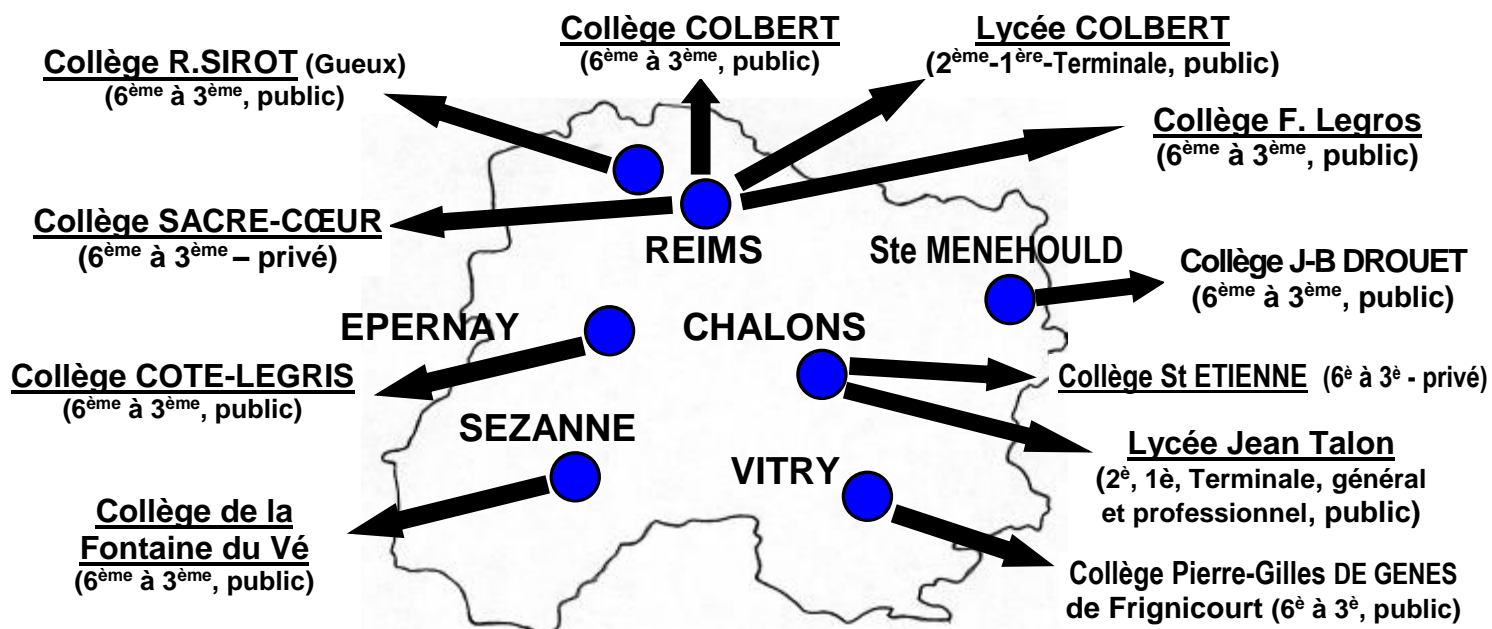 Collège COLBERT
(6ème à 3ème, public)
Lycée COLBERT
(2ème-1ère-Terminale, public)
Collège R.SIROT (Gueux)
(6ème à 3ème, public)
Collège F. Legros
(6ème à 3ème, public)
Collège SACRE-CŒUR
(6ème à 3ème – privé)
REIMS
Ste MENEHOULD
Collège J-B DROUET
(6ème à 3ème, public)
EPERNAY
CHALONS
Collège COTE-LEGRIS
(6ème à 3ème, public)
Collège St ETIENNE (6è à 3è - privé)
SEZANNE
Lycée Jean Talon
(2è, 1è, Terminale, général
et professionnel, public)
VITRY
Collège de la
Fontaine du Vé
(6ème à 3ème, public)
Collège Pierre-Gilles DE GENES
de Frignicourt (6è à 3è, public)